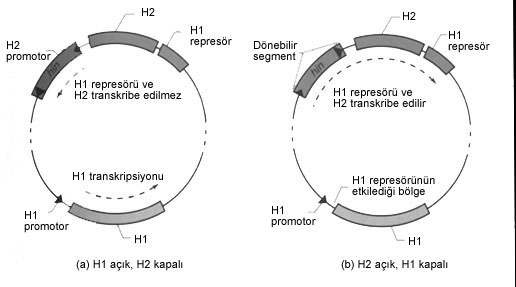 H2
H1
represör
H2
promotor
hin
H1 represörü ve
H2 transkribe edilmez
H1 transkripsiyonu
H1
promotor
H1
(a) H1 açık, H2 kapalı
H2
H1
represör
Dönebilir
segment
hin
H1 represörü ve
H2 transkribe edilir
H1 represörünün
etkilediği bölge
H1
promotor
H1
(b) H2 açık, H1 kapalı